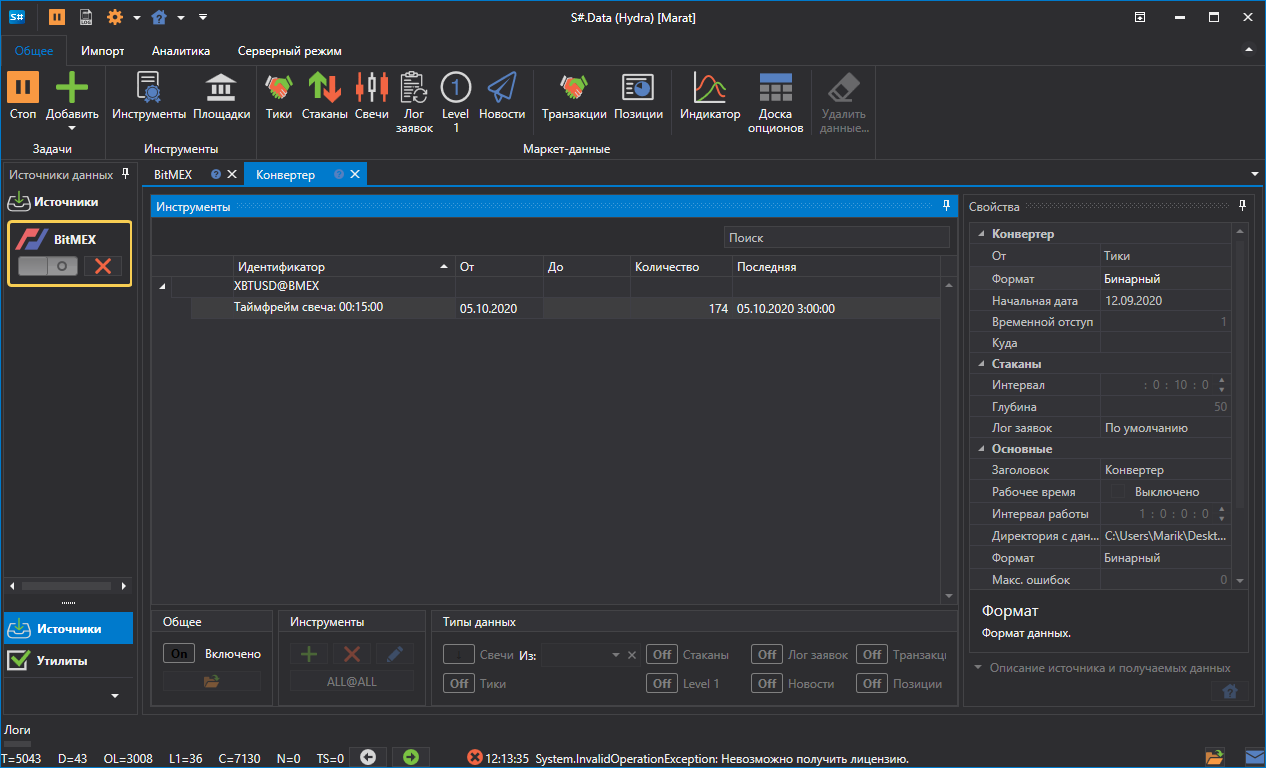 S#
LOG
S#.Data (Hydra) [Marat]
Общее Импорт Аналитика Серверный режим
Стоп Добавить Инструменты Площадки Тики Стаканы Свечи Лог заявок 1 Level 1 Новости Транзакции Позиции Индикатор Доска опционов Удалить данные...
Задачи Инструменты Маркет-данные
Источники данных
Источники
BitMEX
BitMEX ? Конвертер ?
Инструменты
Поиск
Идентификатор От До Количество Последняя
XBTUSD@BMEX
Таймфрейм свеча: 00:15:00 05.10.2020 174 05.10.2020 3:00:00
Свойства
Конвертер
От Тики
Формат Бинарный
Начальная дата 12.09.2020
Временной отступ 1
Куда
Стаканы
Интервал : 0 : 10 : 0
Глубина 50
Лог заявок По умолчанию
Основные
Заголовок Конвертер
Рабочее время Выключено
Интервал работы 1 : 0 : 0 : 0
Директория с дан... C:\Users\Marik\Deskt...
Формат Бинарный
Макс. ошибок 0
Формат
Формат данных.
Описание источника и получаемых данных
Источники
Утилиты
Общее
On Включено
Инструменты
ALL@ALL
Типы данных
Свечи Из: Off Стаканы Off Лог заявок Off Транзакц
Off Тики Off Level 1 Off Новости Off Позиции
Логи
T=5043 D=43 OL=3008 L1=36 C=7130 N=0 TS=0 12:13:35 System.InvalidOperationException: Невозможно получить лицензию.